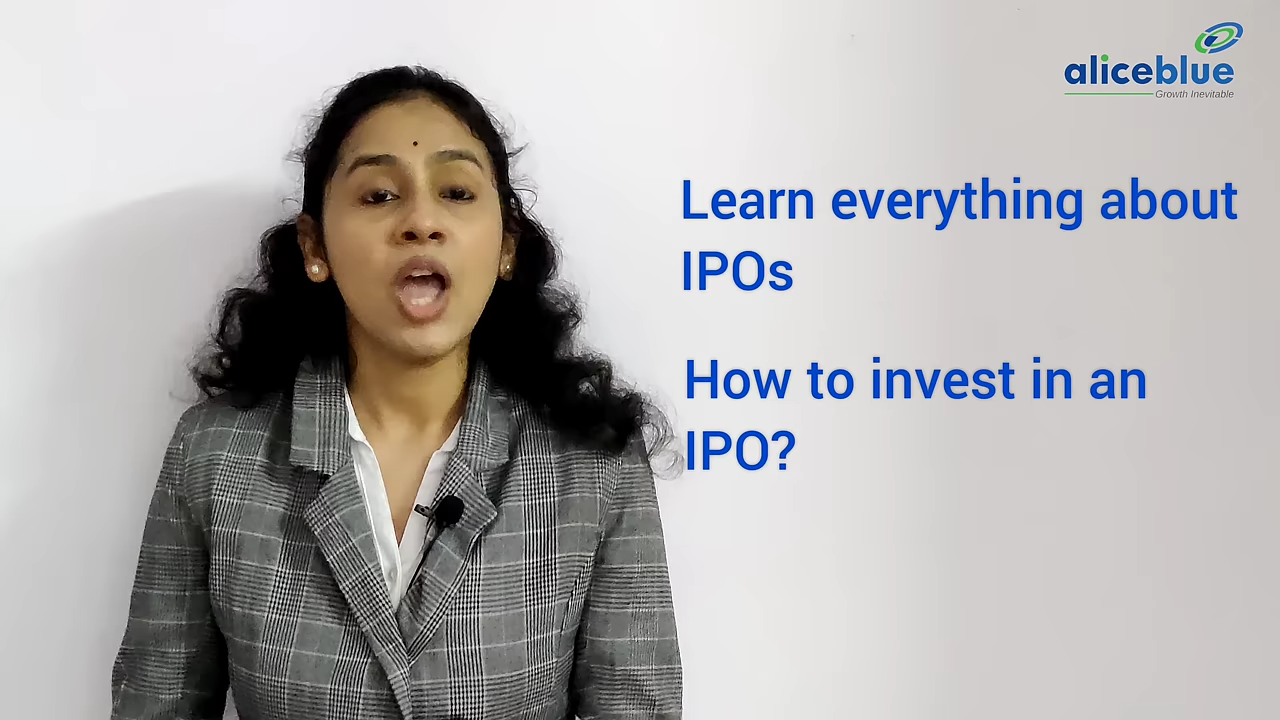 aliceblue
Growth Inevitable
Learn everything about
IPOs
How to invest in an
IPO?